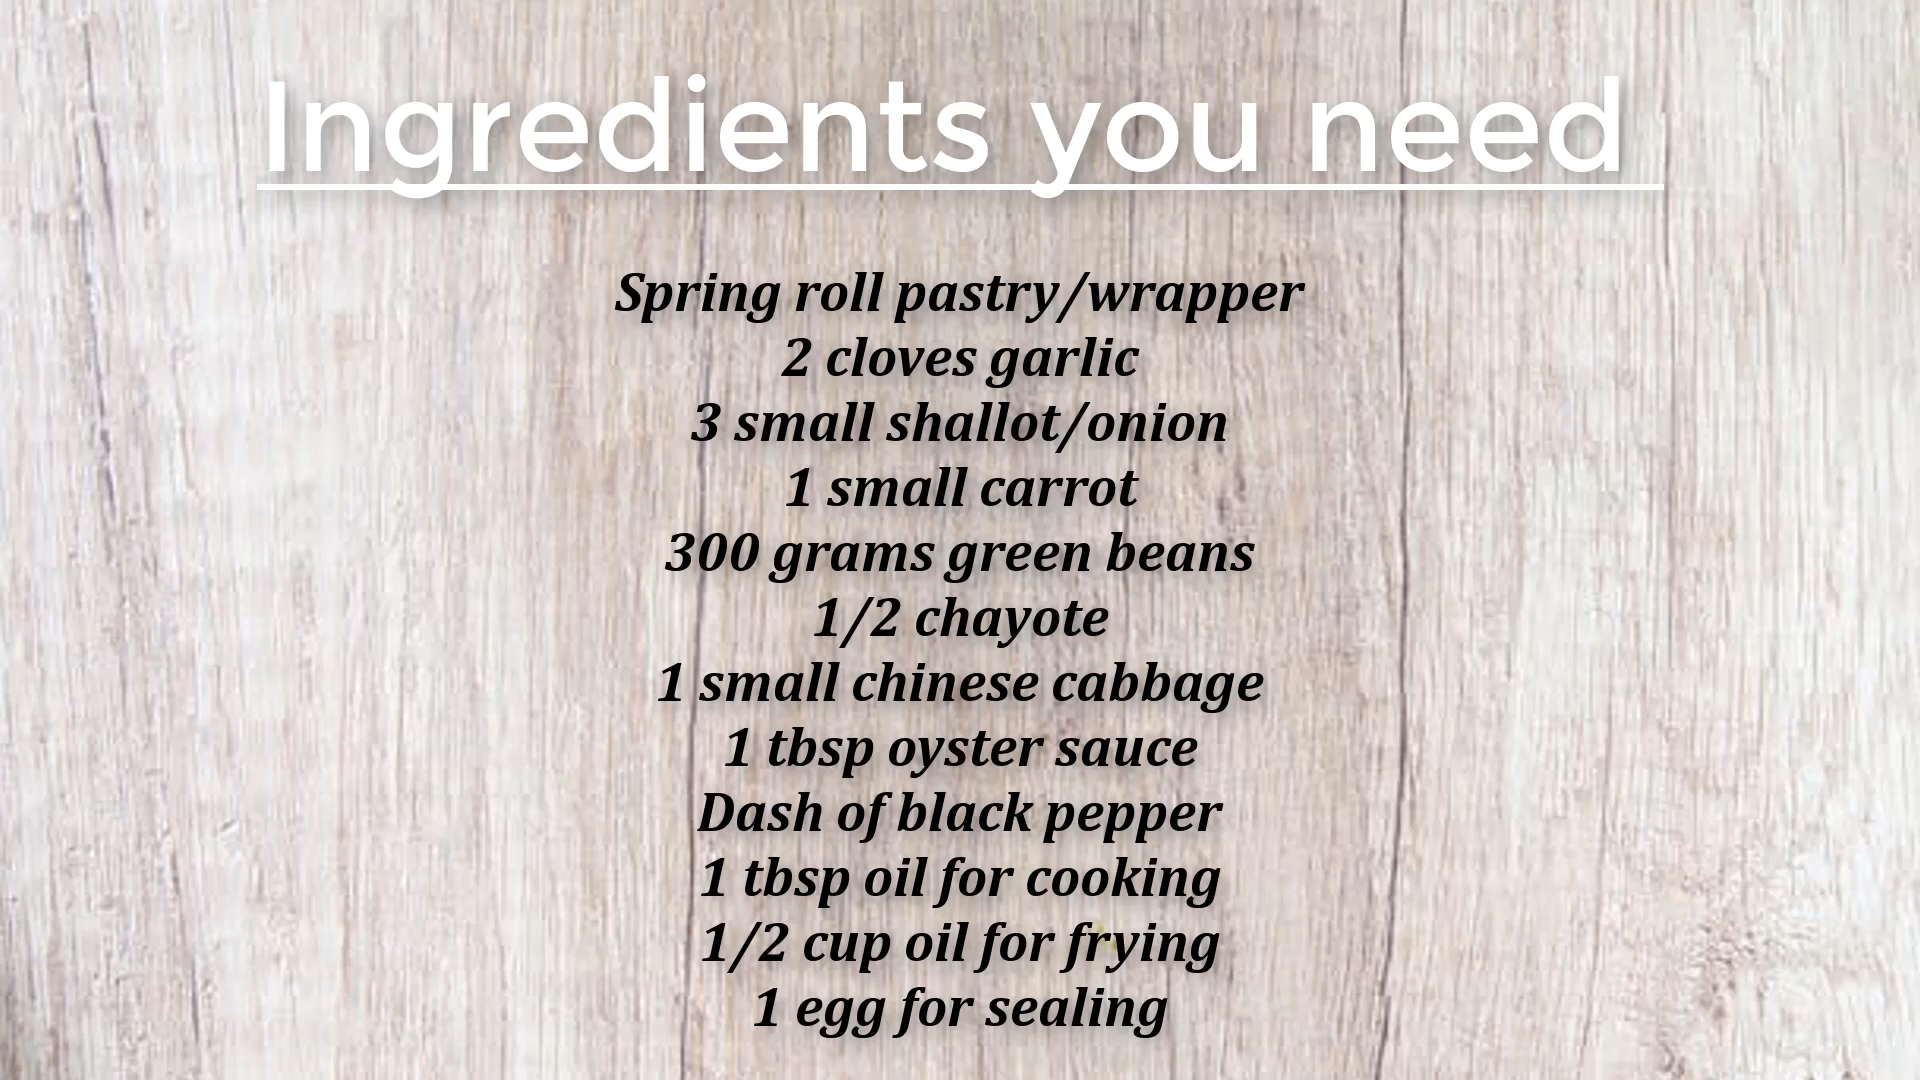 Ingredients you need
Spring roll pastry/wrapper
2 cloves garlic
3 small shallot/onion
1 small carrot
300 grams green beans
1/2 chayote
1 small chinese cabbage
1 tbsp oyster sauce
Dash of black pepper
1 tbsp oil for cooking
1/2 cup oil for frying
1 egg for sealing